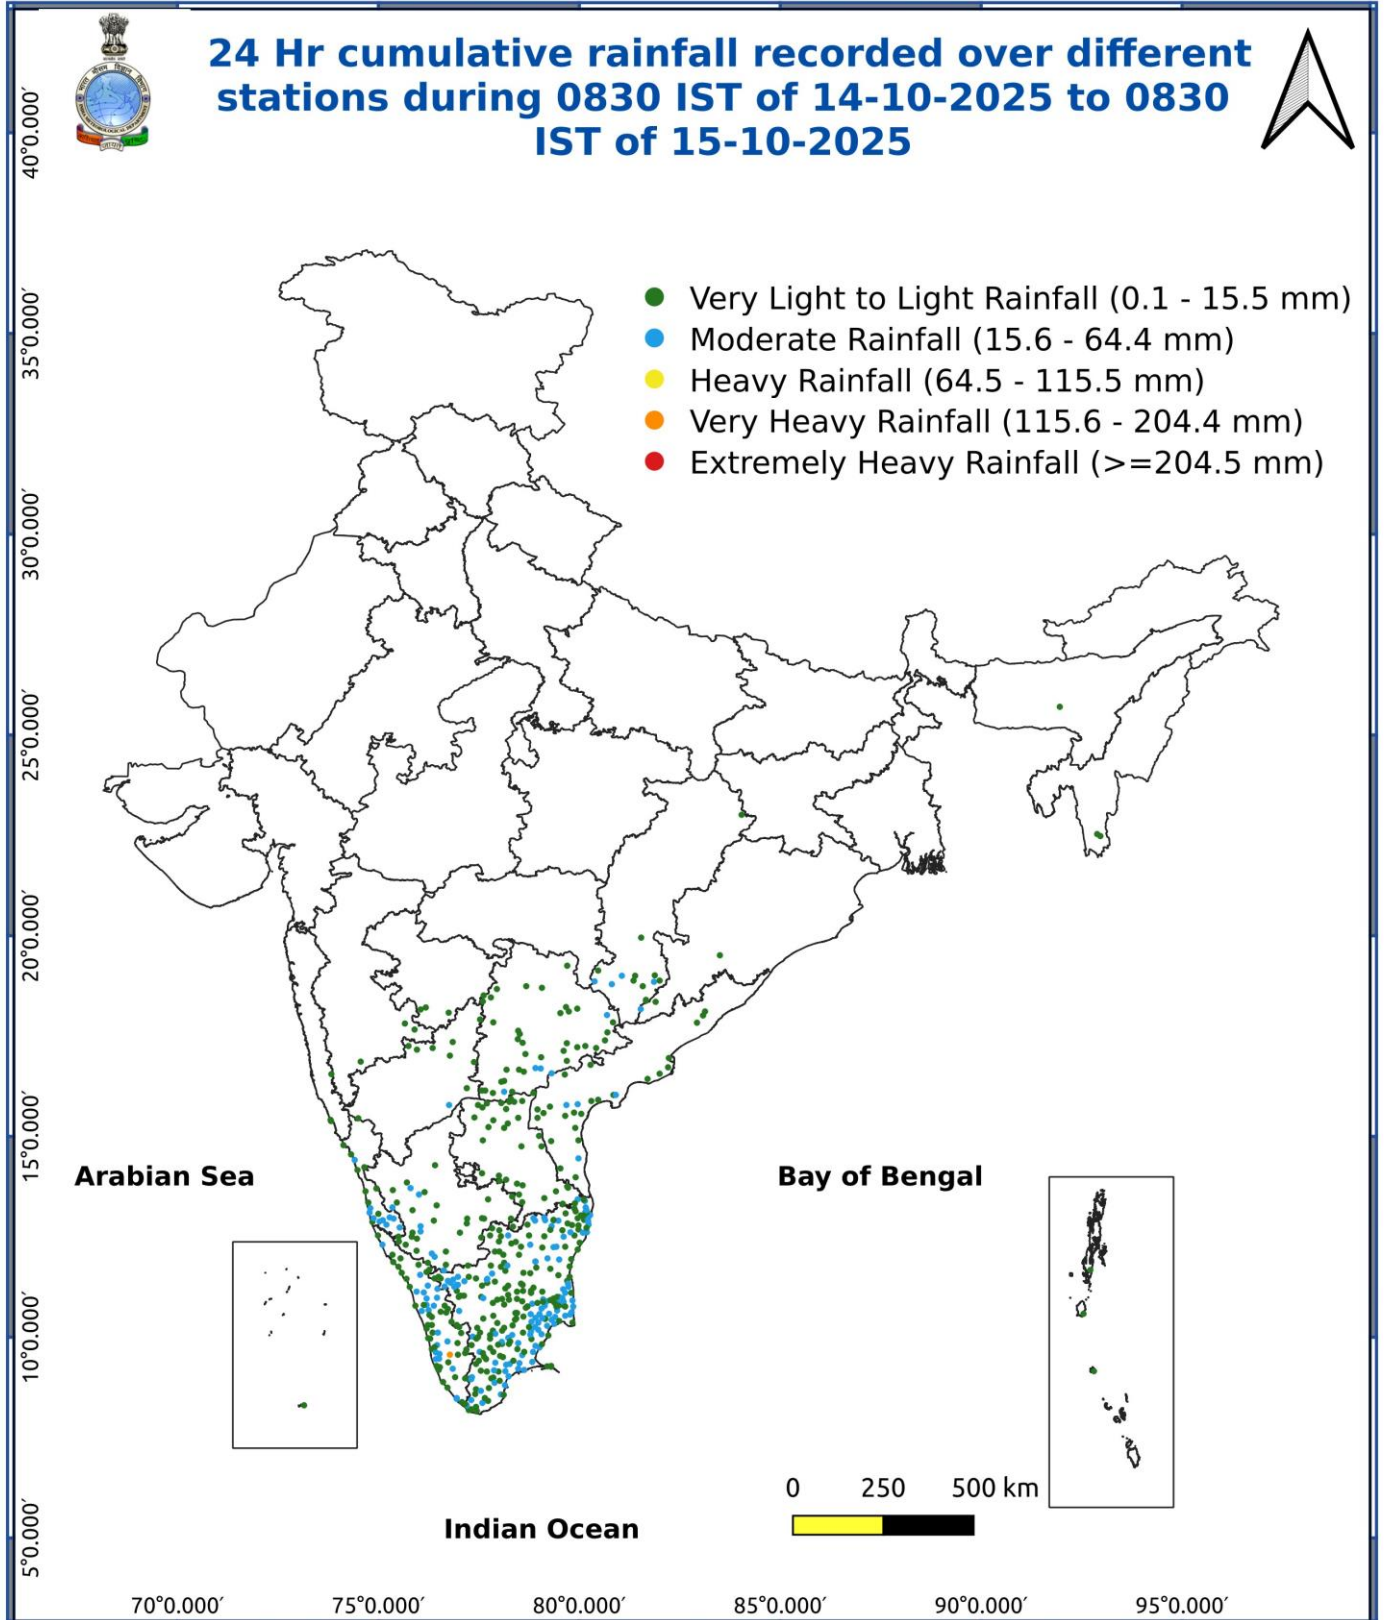 24 Hr cumulative rainfall recorded over different
stations during 0830 IST of 14-10-2025 to 0830
IST of 15-10-2025
Very Light to Light Rainfall (0.1 - 15.5 mm)
Moderate Rainfall (15.6 - 64.4 mm)
Heavy Rainfall (64.5 - 115.5 mm)
Very Heavy Rainfall (115.6 - 204.4 mm)
Extremely Heavy Rainfall (>=204.5 mm)
40°0.000′
35°0.000′
30°0.000′
25°0.000′
20°0.000′
15°0.000′
10°0.000′
5°0.000′
Arabian Sea
Bay of Bengal
Indian Ocean
0 250 500 km
70°0.000′ 75°0.000′ 80°0.000′ 85°0.000′ 90°0.000′ 95°0.000′